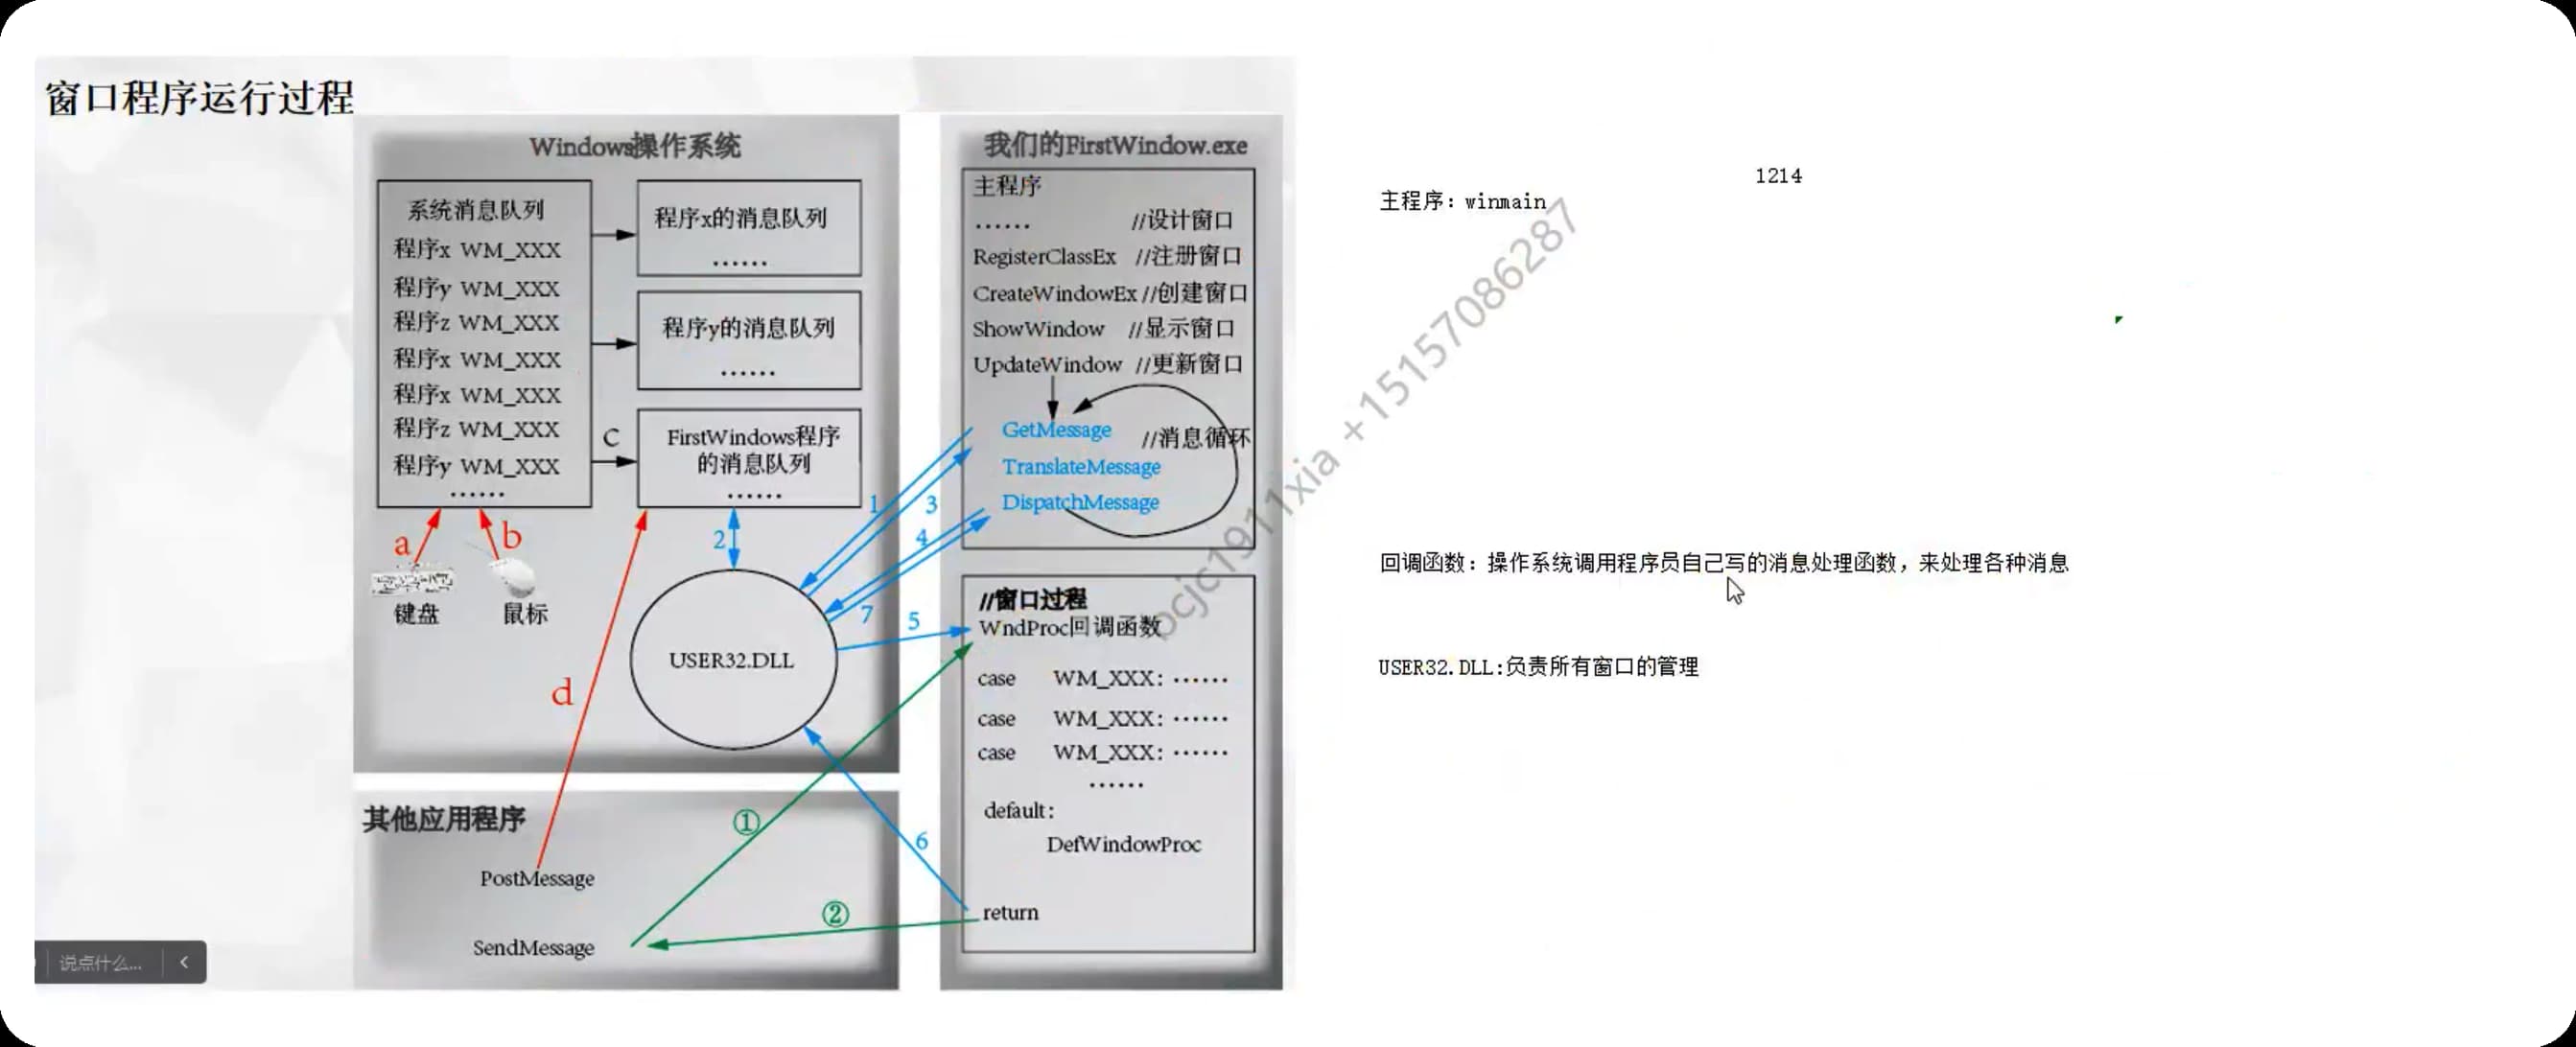 窗口程序运行过程
Windows操作系统
系统消息队列
程序x WM_XXX
程序y WM_XXX
程序z WM_XXX
程序x WM_XXX
程序x WM_XXX
程序z WM_XXX
程序y WM_XXX
……
程序x的消息队列
……
程序y的消息队列
……
c
FirstWindows程序
的消息队列
……
a
b
键盘
鼠标
d
2
USER32.DLL
1
3
4
7
5
6
其他应用程序
PostMessage
SendMessage
①
②
我们的FirstWindow.exe
主程序
…… //设计窗口
RegisterClassEx //注册窗口
CreateWindowEx //创建窗口
ShowWindow //显示窗口
UpdateWindow //更新窗口
GetMessage //消息循环
TranslateMessage
DispatchMessage
//窗口过程
WndProc回调函数
case WM_XXX: ……
case WM_XXX: ……
case WM_XXX: ……
……
default:
DefWindowProc
return
说点什么...
1214
主程序：winmain
回调函数：操作系统调用程序员自己写的消息处理函数，来处理各种消息
USER32.DLL:负责所有窗口的管理
bcjc1911xia +1515708628​7